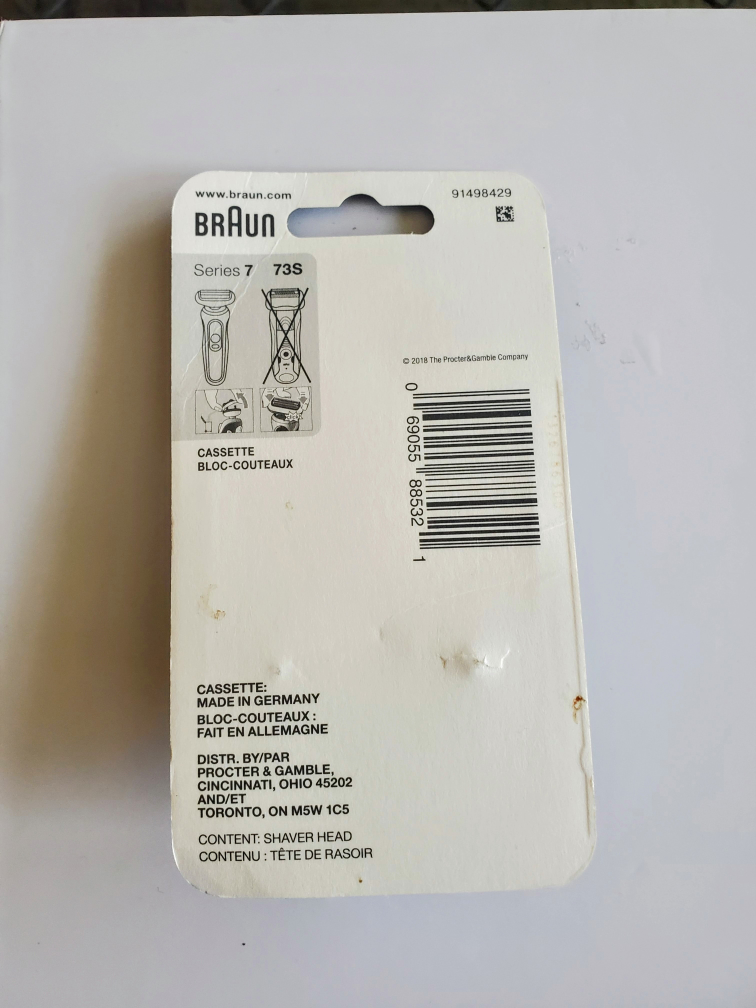 www.braun.com
91498429
BRAUN
Series 7 73S
© 2018 The Procter&Gamble Company
0 69055 88532 1
CASSETTE
BLOC-COUTEAUX
CASSETTE:
MADE IN GERMANY
BLOC-COUTEAUX :
FAIT EN ALLEMAGNE
DISTR. BY/PAR
PROCTER & GAMBLE,
CINCINNATI, OHIO 45202
AND/ET
TORONTO, ON M5W 1C5
CONTENT: SHAVER HEAD
CONTENU : TÊTE DE RASOIR